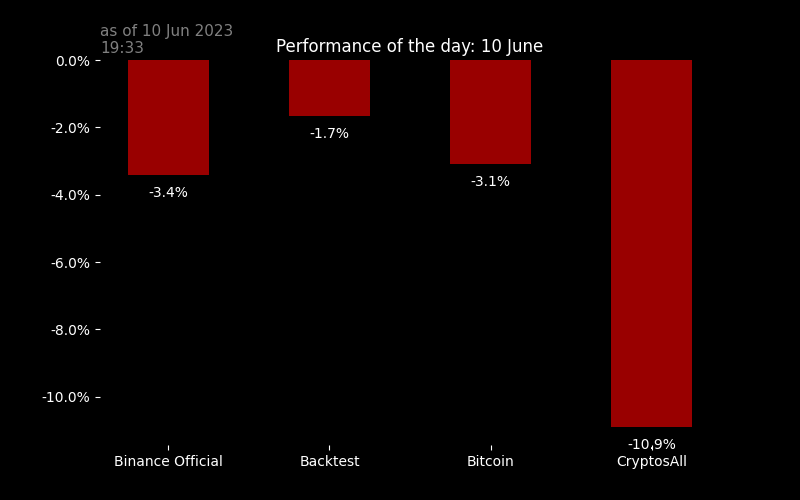 as of 10 Jun 2023
19:33
Performance of the day: 10 June
0.0%
-2.0%
-4.0%
-6.0%
-8.0%
-10.0%
-3.4%
-1.7%
-3.1%
-10.9%
Binance Official
Backtest
Bitcoin
CryptosAll